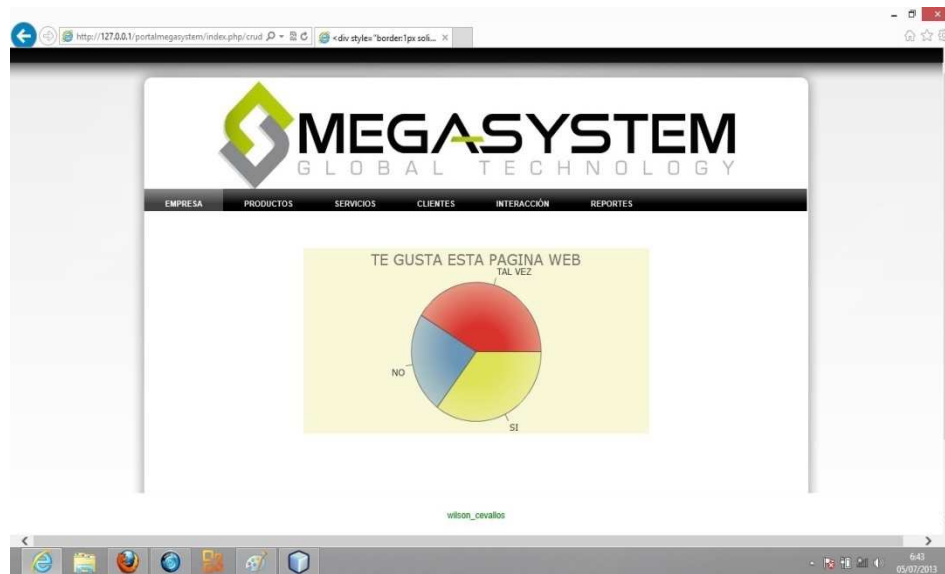 http://127.0.0.1/portalmegasystem/index.php/crud
<div style="border:1px soli...
MEGASYSTEM
GLOBAL TECHNOLOGY
EMPRESA PRODUCTOS SERVICIOS CLIENTES INTERACCIÓN REPORTES
TE GUSTA ESTA PAGINA WEB
TAL VEZ
NO
SI
wilson_cevallos
6:43
05/07/2013